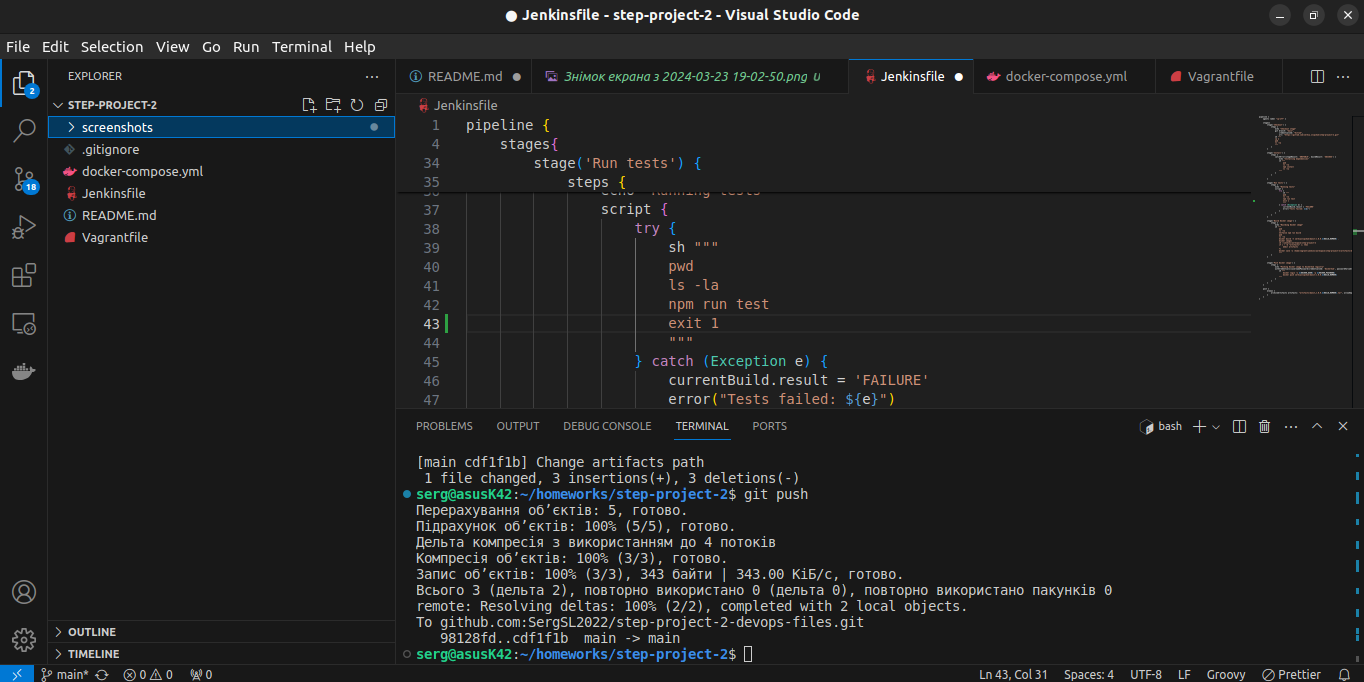 Jenkinsfile - step-project-2 - Visual Studio Code
File Edit Selection View Go Run Terminal Help
EXPLORER
STEP-PROJECT-2
screenshots
.gitignore
docker-compose.yml
Jenkinsfile
README.md
Vagrantfile
OUTLINE
TIMELINE
2
18
README.md
Знімок екрана з 2024-03-23 19-02-50.png U
Jenkinsfile
docker-compose.yml
Vagrantfile
Jenkinsfile
1 pipeline {
4 stages{
34 stage('Run tests') {
35 steps {
37 script {
38 try {
39 sh """
40 pwd
41 ls -la
42 npm run test
43 exit 1
44 """
45 } catch (Exception e) {
46 currentBuild.result = 'FAILURE'
47 error("Tests failed: ${e}")
PROBLEMS OUTPUT DEBUG CONSOLE TERMINAL PORTS
bash
[main cdf1f1b] Change artifacts path
1 file changed, 3 insertions(+), 3 deletions(-)
serg@asusK42:~/homeworks/step-project-2$ git push
Перерахування об’єктів: 5, готово.
Підрахунок об’єктів: 100% (5/5), готово.
Дельта компресія з використанням до 4 потоків
Компресія об’єктів: 100% (3/3), готово.
Запис об’єктів: 100% (3/3), 343 байти | 343.00 КіБ/с, готово.
Всього 3 (дельта 2), повторно використано 0 (дельта 0), повторно використано пакунків 0
remote: Resolving deltas: 100% (2/2), completed with 2 local objects.
To github.com:SergSL2022/step-project-2-devops-files.git
98128fd..cdf1f1b main -> main
serg@asusK42:~/homeworks/step-project-2$
main* 0 0 0 Ln 43, Col 31 Spaces: 4 UTF-8 LF Groovy Prettier